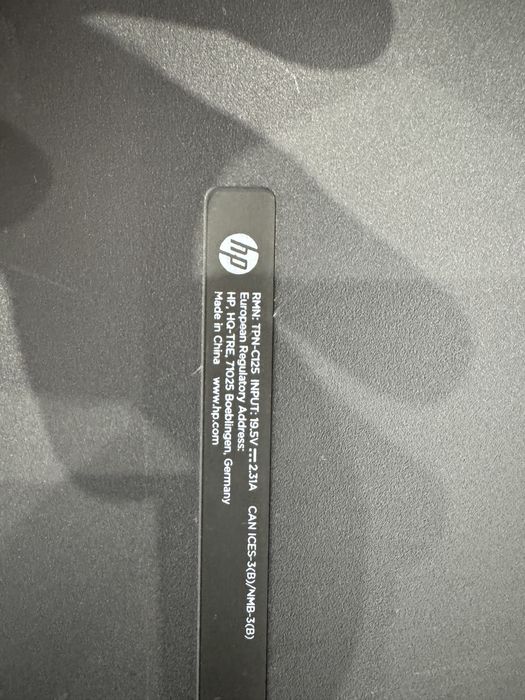 hp
RMN: TPN-C125 INPUT: 19.5V ⎓ 2.31A CAN ICES-3(B)/NMB-3(B)
European Regulatory Address:
HP, HQ-TRE, 71025 Boeblingen, Germany
Made in China www.hp.com